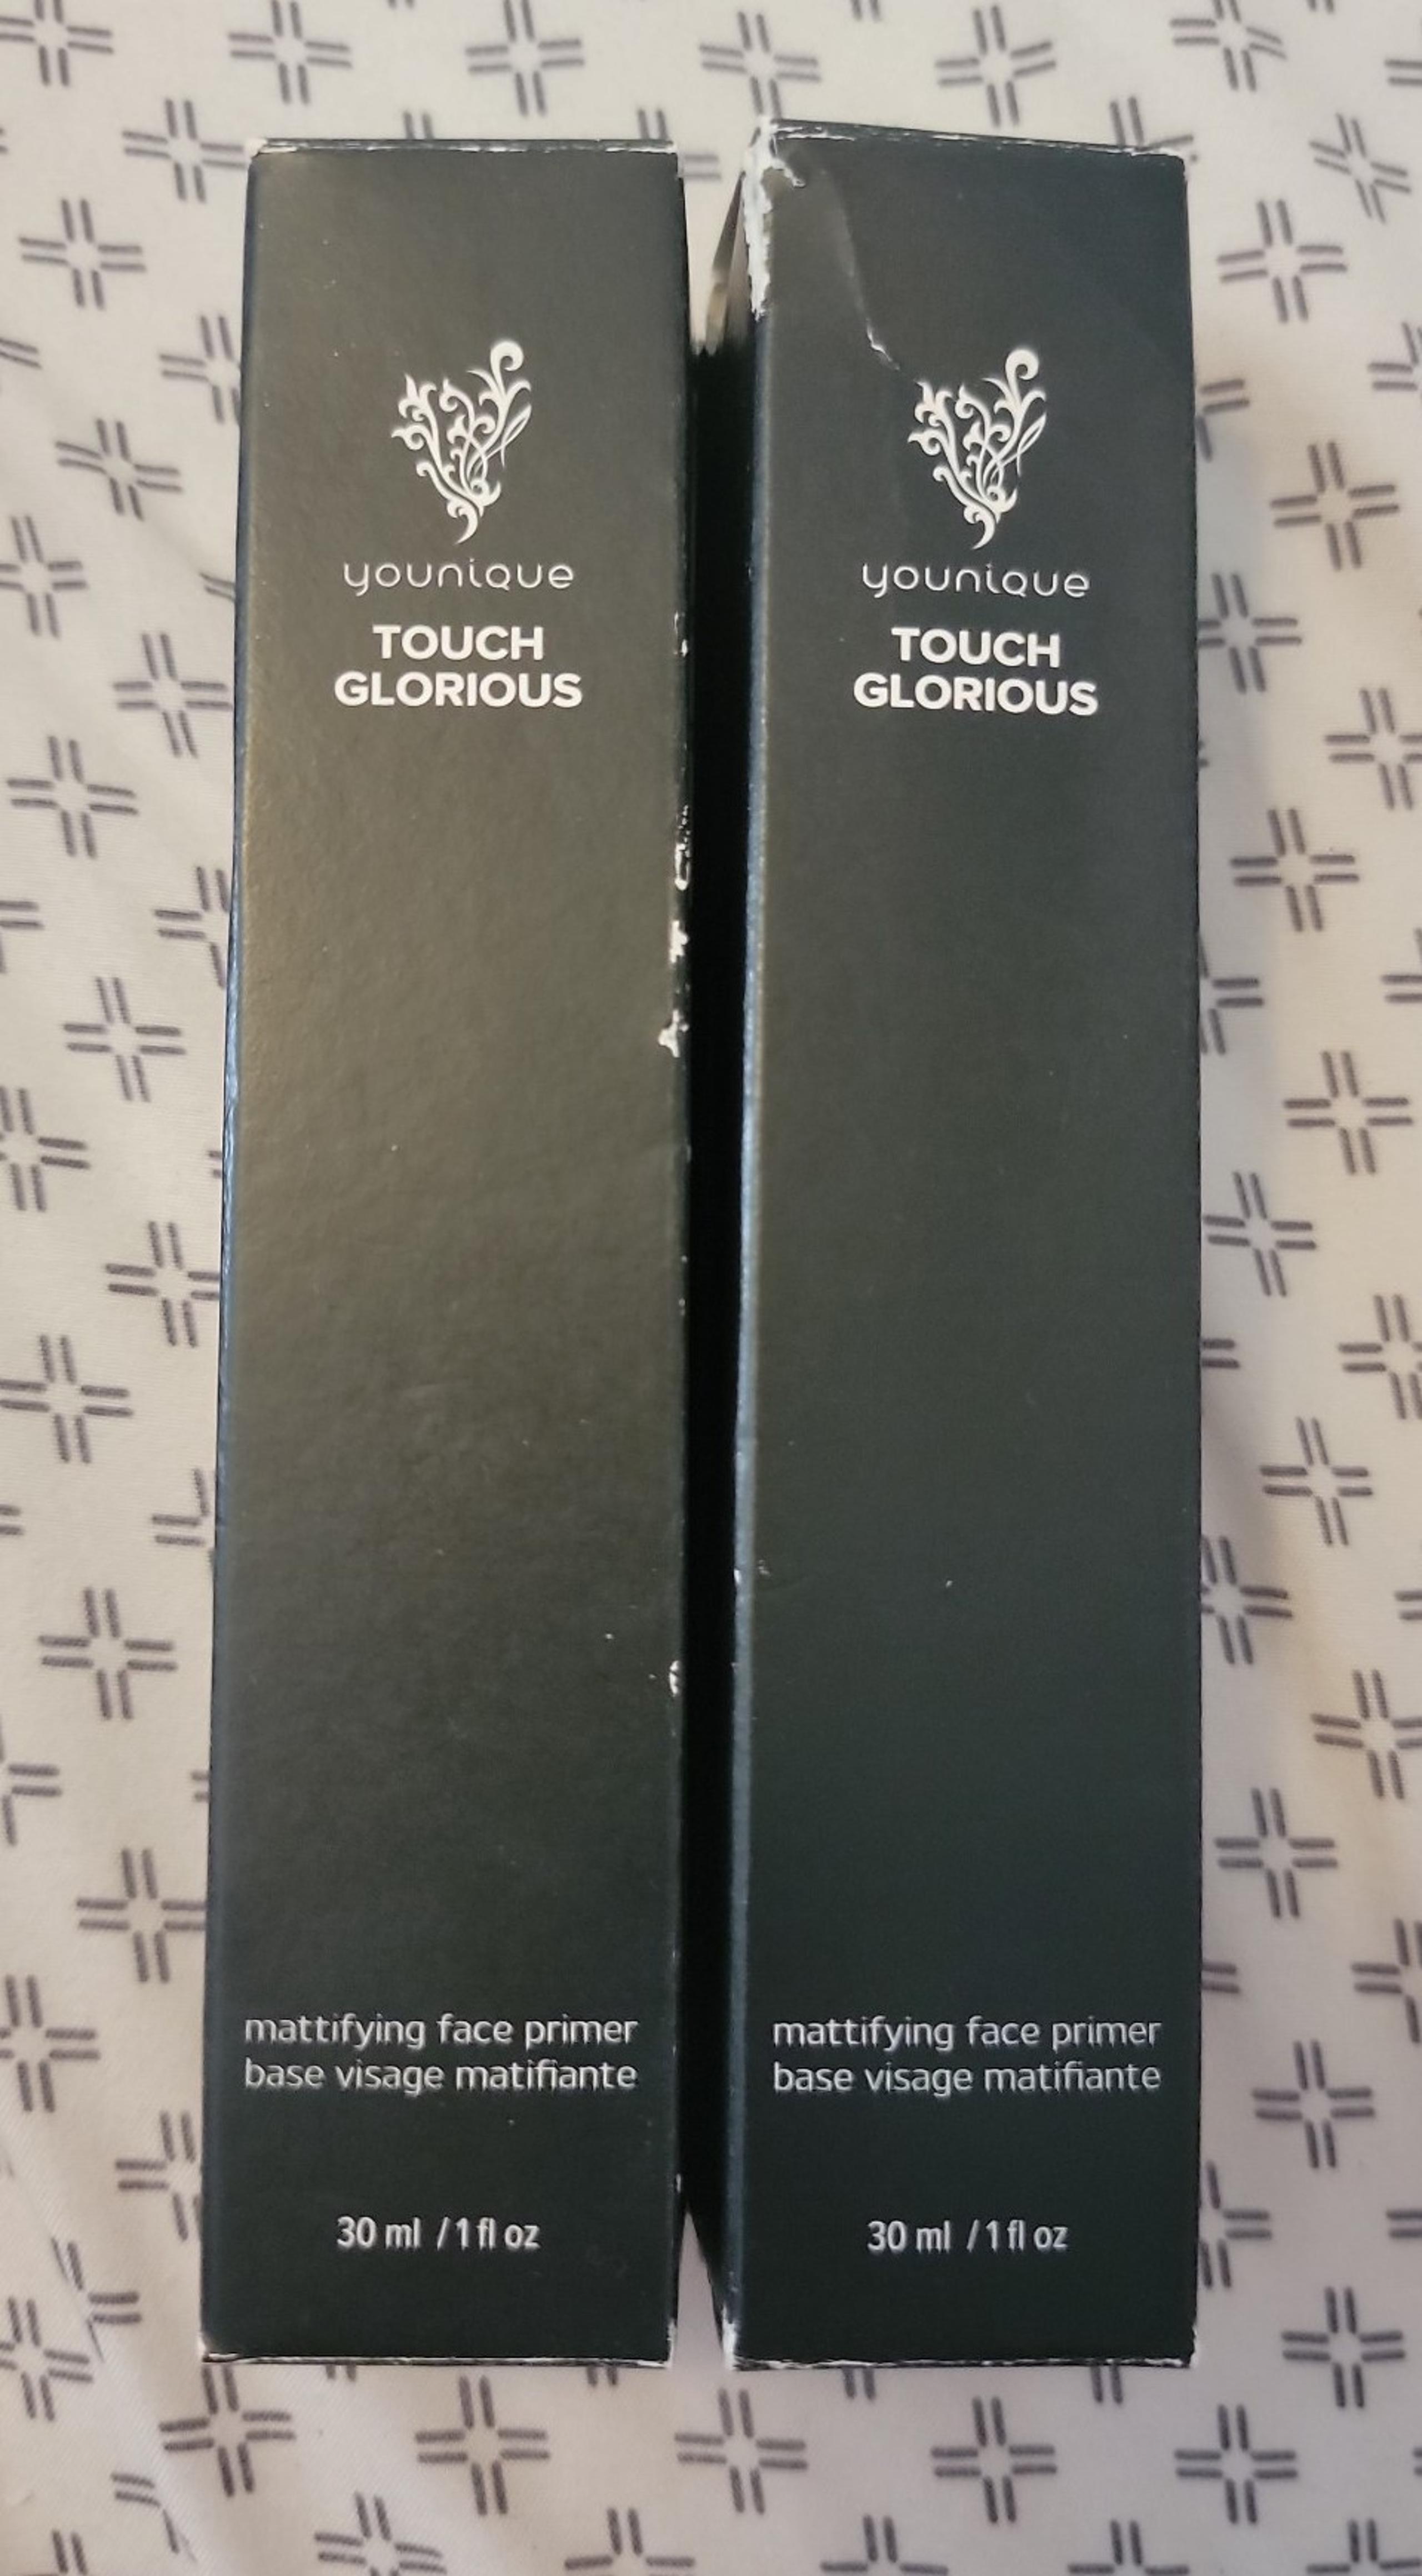 younique
TOUCH
GLORIOUS
mattifying face primer
base visage matifiante
30 ml / 1 fl oz
younique
TOUCH
GLORIOUS
mattifying face primer
base visage matifiante
30 ml / 1 fl oz